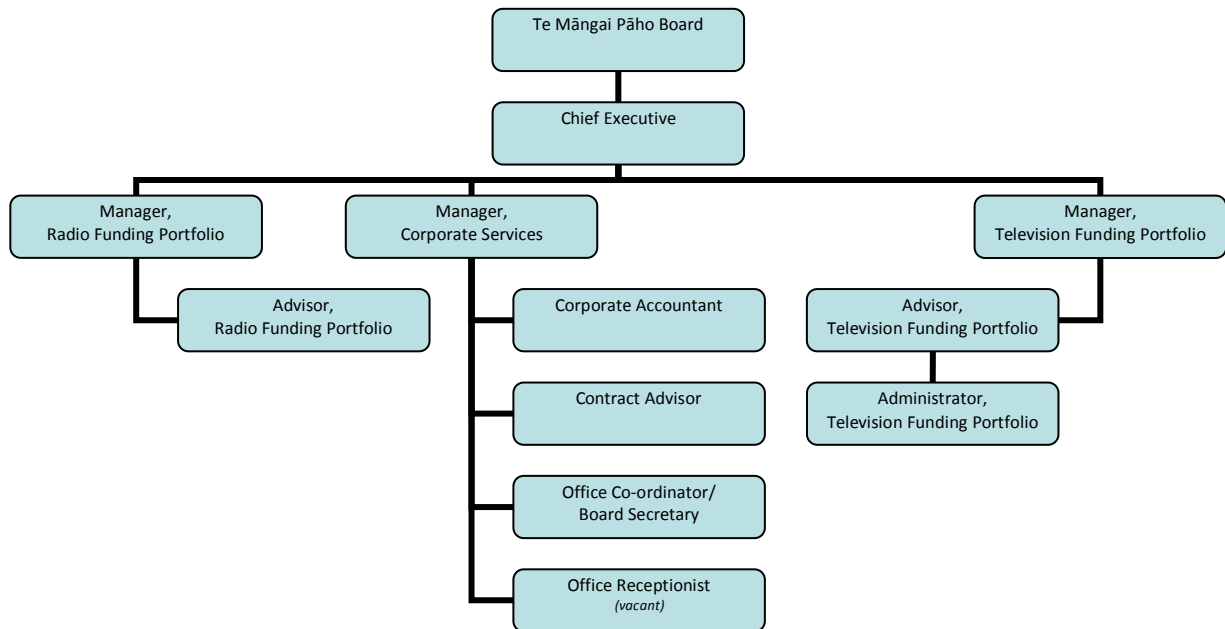 Te Māngai Pāho Board
Chief Executive
Manager,
Radio Funding Portfolio
Manager,
Corporate Services
Manager,
Television Funding Portfolio
Advisor,
Radio Funding Portfolio
Corporate Accountant
Advisor,
Television Funding Portfolio
Contract Advisor
Administrator,
Television Funding Portfolio
Office Co-ordinator/
Board Secretary
Office Receptionist
(vacant)